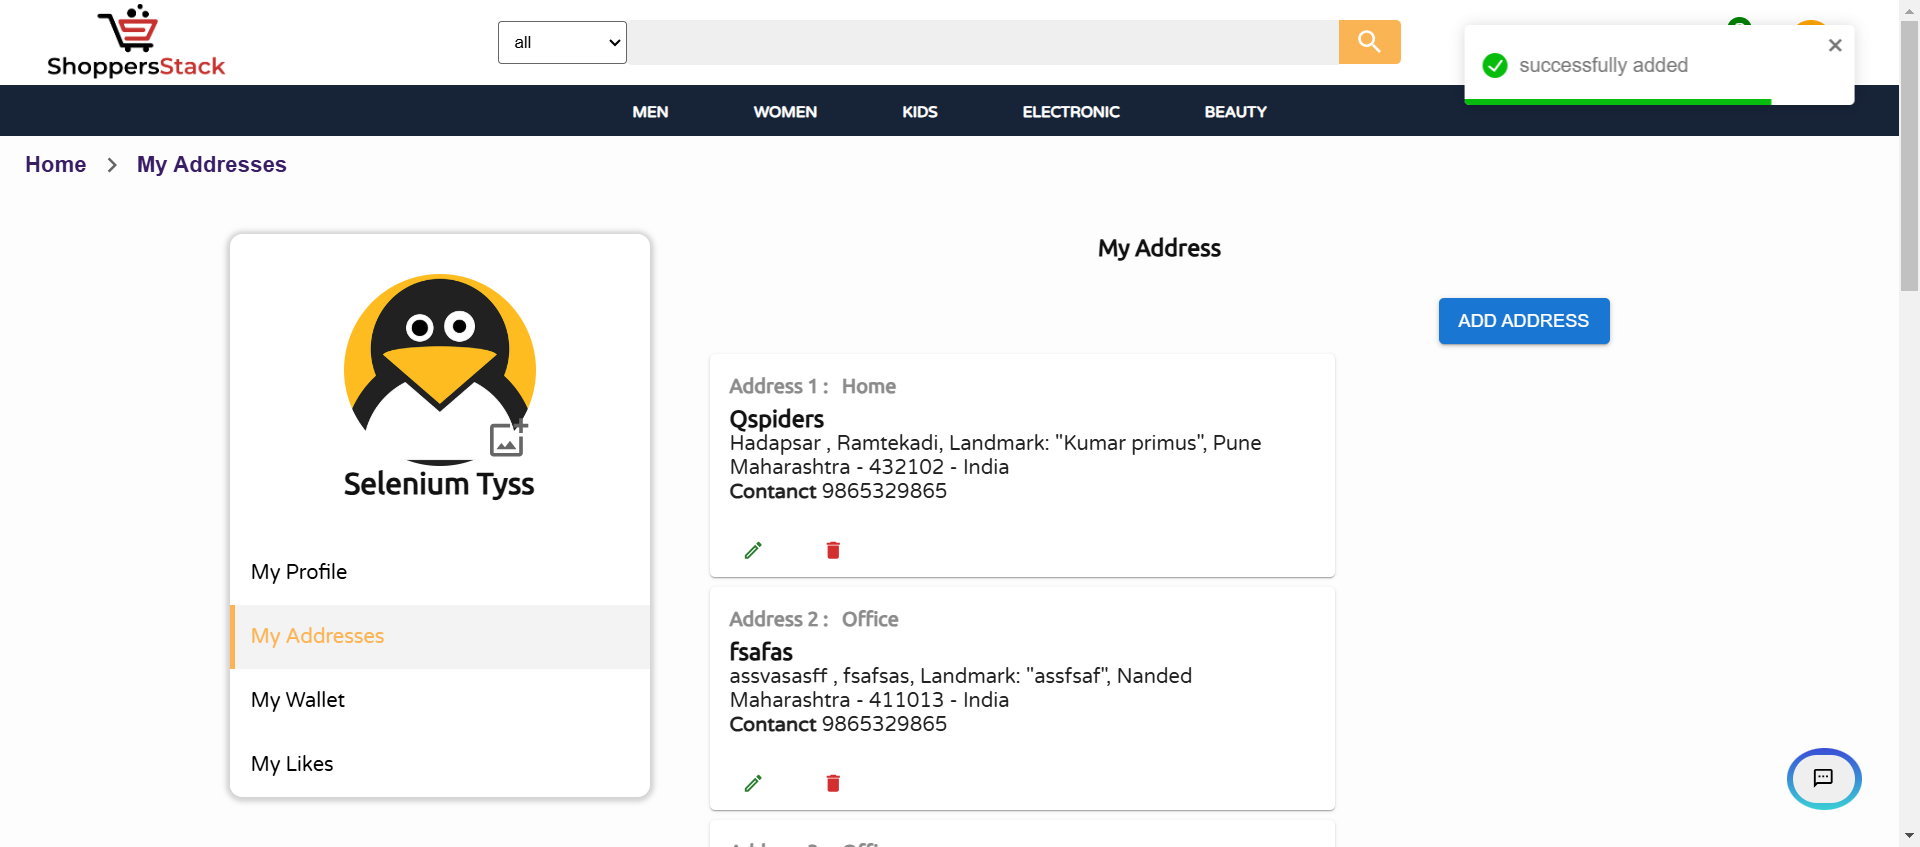 ShoppersStack
all
successfully added
MEN WOMEN KIDS ELECTRONIC BEAUTY
Home > My Addresses
My Address
ADD ADDRESS
Selenium Tyss
My Profile
My Addresses
My Wallet
My Likes
Address 1 : Home
Qspiders
Hadapsar , Ramtekadi, Landmark: "Kumar primus", Pune
Maharashtra - 432102 - India
Contanct 9865329865
Address 2 : Office
fsafas
assvasasff , fsafsas, Landmark: "assfsaf", Nanded
Maharashtra - 411013 - India
Contanct 9865329865